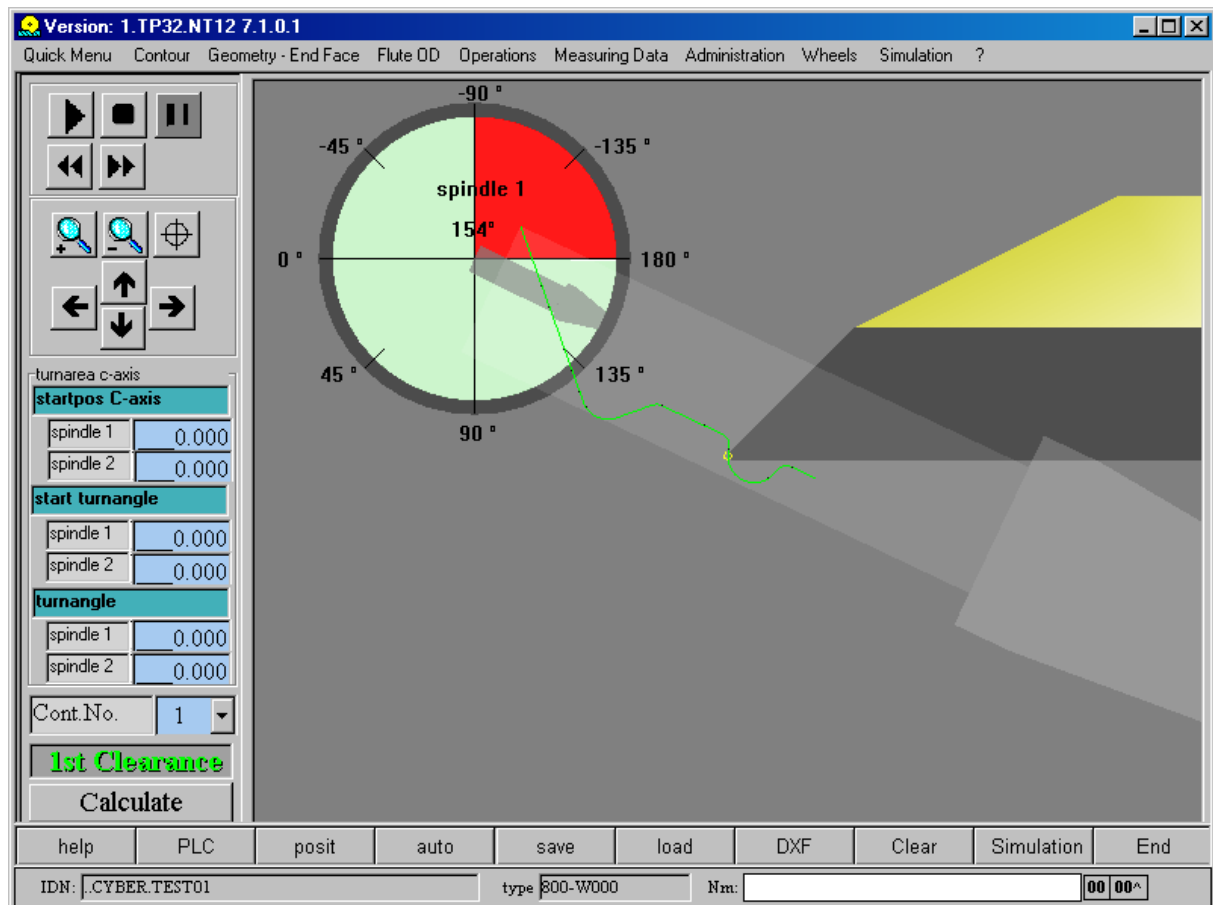 Version: 1.TP32.NT12 7.1.0.1
Quick Menu Contour Geometry - End Face Flute OD Operations Measuring Data Administration Wheels Simulation ?
-90 °
-45 ° -135 °
spindle 1
154°
0 ° 180 °
45 ° 135 °
90 °
turnarea c-axis
startpos C-axis
spindle 1 0.000
spindle 2 0.000
start turnangle
spindle 1 0.000
spindle 2 0.000
turnangle
spindle 1 0.000
spindle 2 0.000
Cont.No. 1
1st Clearance
Calculate
help PLC posit auto save load DXF Clear Simulation End
IDN: ..CYBER.TEST01 type 800-W000 Nm: 00 00^